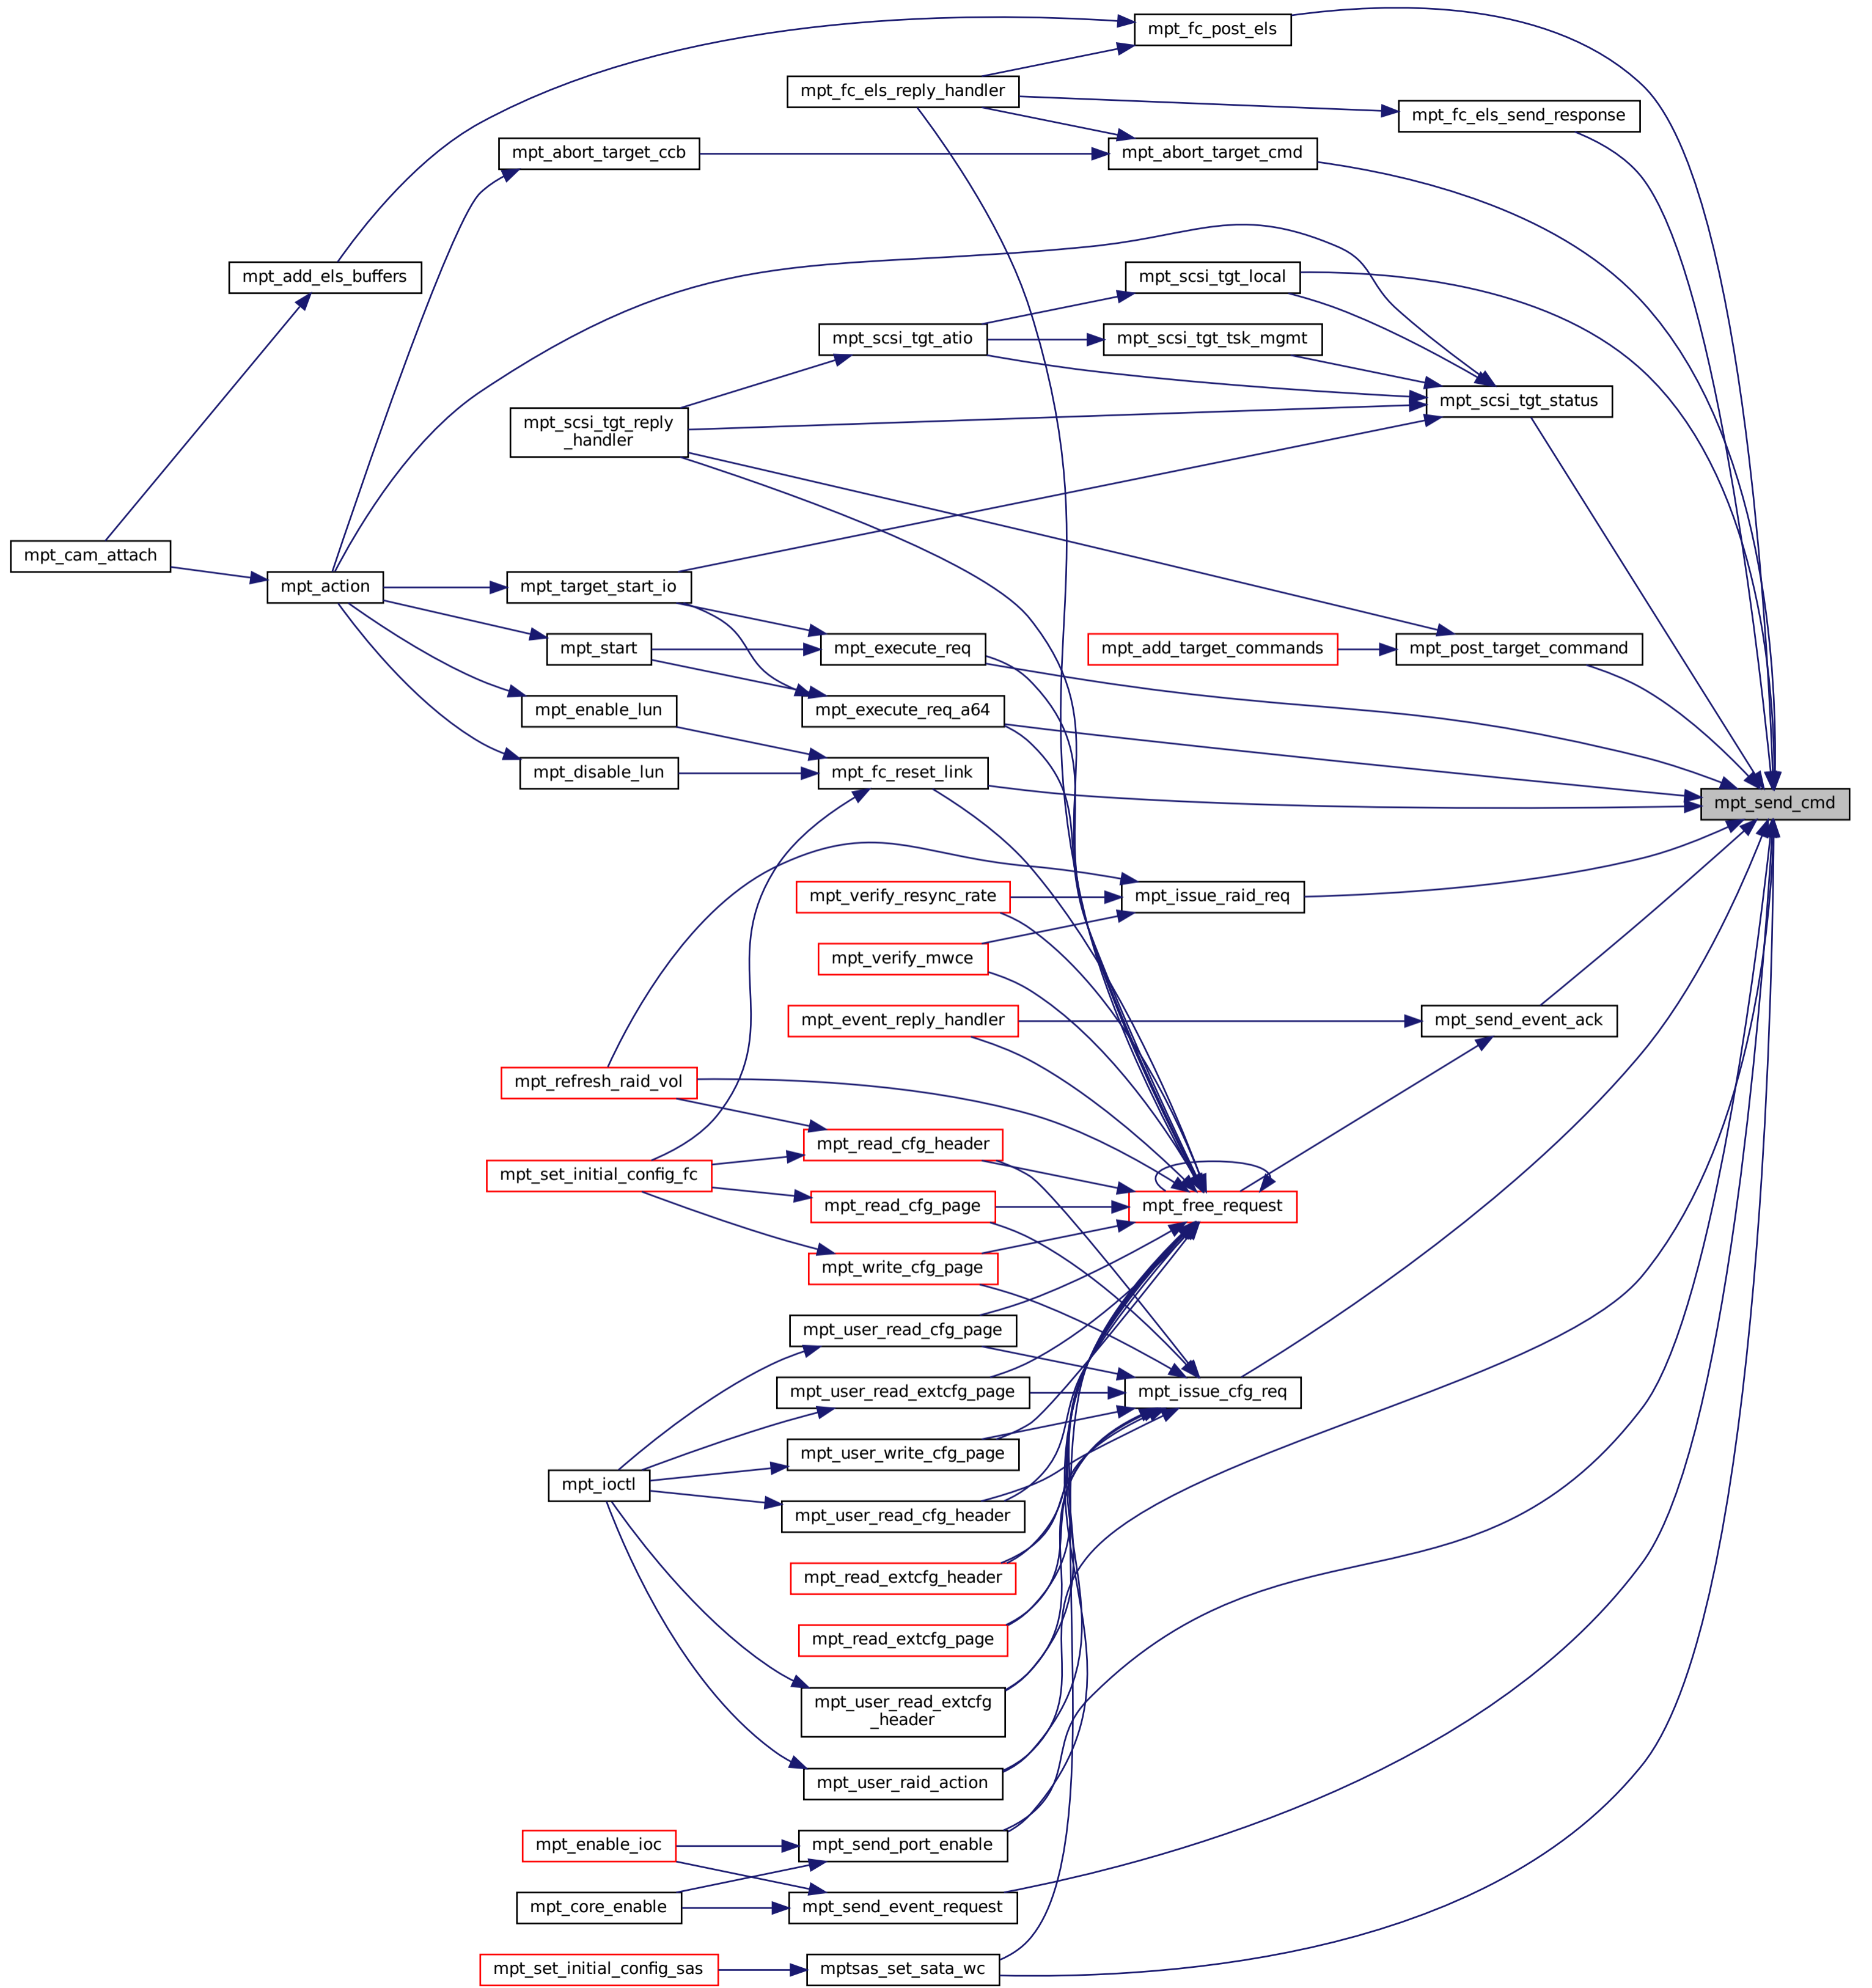 mpt_fc_post_els
mpt_fc_els_reply_handler
mpt_fc_els_send_response
mpt_abort_target_ccb
mpt_abort_target_cmd
mpt_add_els_buffers
mpt_scsi_tgt_local
mpt_scsi_tgt_atio
mpt_scsi_tgt_tsk_mgmt
mpt_scsi_tgt_status
mpt_scsi_tgt_reply
_handler
mpt_cam_attach
mpt_action
mpt_target_start_io
mpt_start
mpt_execute_req
mpt_add_target_commands
mpt_post_target_command
mpt_enable_lun
mpt_execute_req_a64
mpt_disable_lun
mpt_fc_reset_link
mpt_send_cmd
mpt_verify_resync_rate
mpt_issue_raid_req
mpt_verify_mwce
mpt_event_reply_handler
mpt_send_event_ack
mpt_refresh_raid_vol
mpt_read_cfg_header
mpt_set_initial_config_fc
mpt_read_cfg_page
mpt_free_request
mpt_write_cfg_page
mpt_user_read_cfg_page
mpt_user_read_extcfg_page
mpt_issue_cfg_req
mpt_user_write_cfg_page
mpt_ioctl
mpt_user_read_cfg_header
mpt_read_extcfg_header
mpt_read_extcfg_page
mpt_user_read_extcfg
_header
mpt_user_raid_action
mpt_enable_ioc
mpt_send_port_enable
mpt_core_enable
mpt_send_event_request
mpt_set_initial_config_sas
mptsas_set_sata_wc